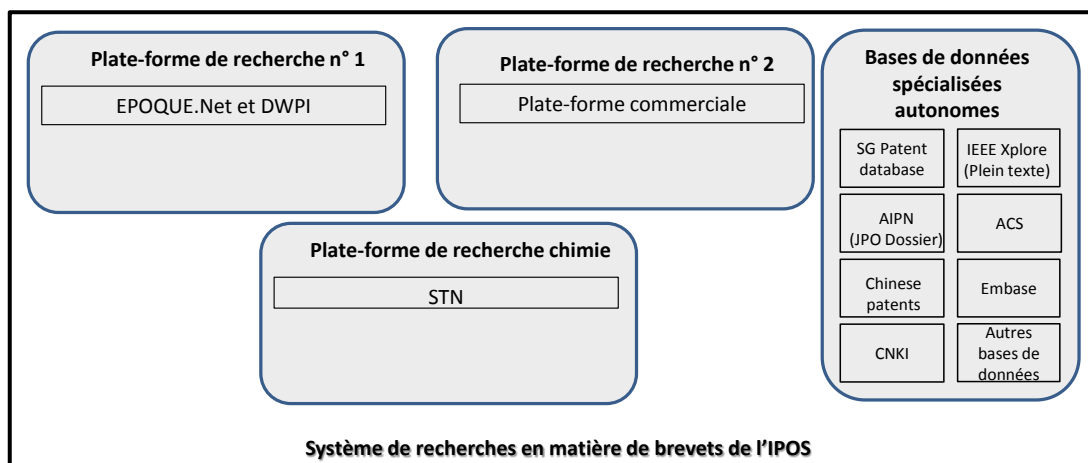 Plate-forme de recherche n° 1
EPOQUE.Net et DWPI
Plate-forme de recherche n° 2
Plate-forme commerciale
Bases de données
spécialisées
autonomes
SG Patent
database
IEEE Xplore
(Plein texte)
AIPN
(JPO Dossier)
ACS
Chinese
patents
Embase
CNKI
Autres
bases de
données
Plate-forme de recherche chimie
STN
Système de recherches en matière de brevets de l'IPOS